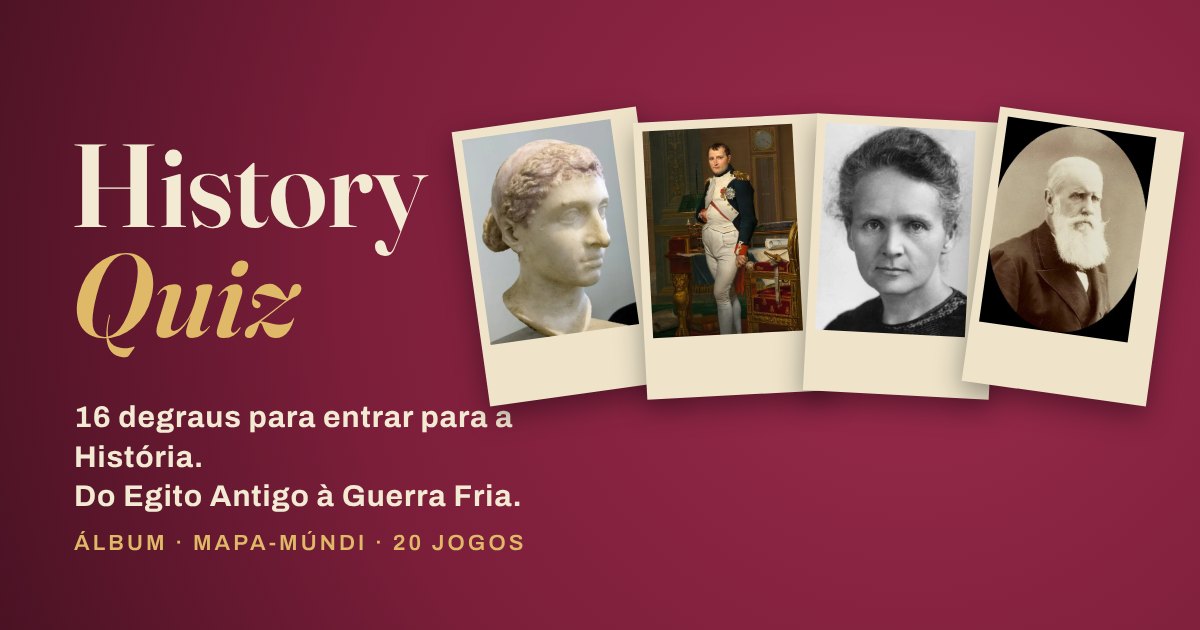 History
Quiz
16 degraus para entrar para a
História.
Do Egito Antigo à Guerra Fria.
ÁLBUM · MAPA-MÚNDI · 20 JOGOS